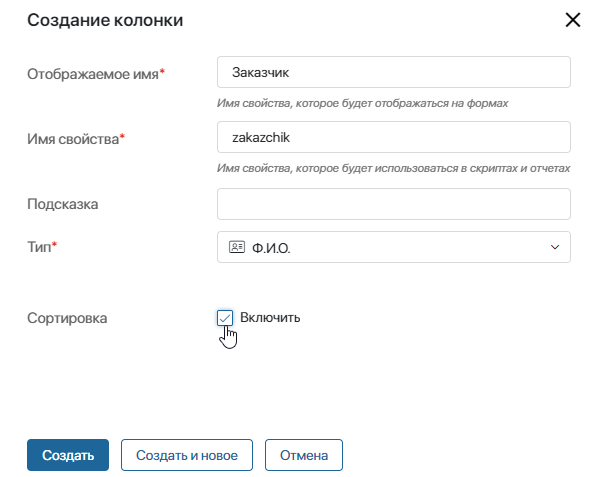 Создание колонки
Отображаемое имя*
Заказчик
Имя свойства, которое будет отображаться на формах
Имя свойства*
zakazchik
Имя свойства, которое будет использоваться в скриптах и отчетах
Подсказка
Тип*
Ф.И.О.
Сортировка
Включить
Создать
Создать и новое
Отмена